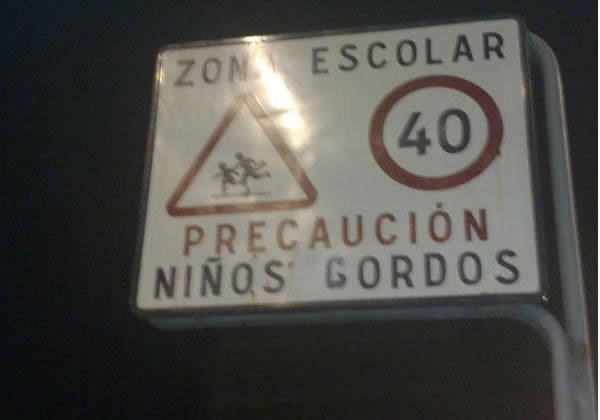 ZONA ESCOLAR
40
PRECAUCIÓN
NIÑOS GORDOS